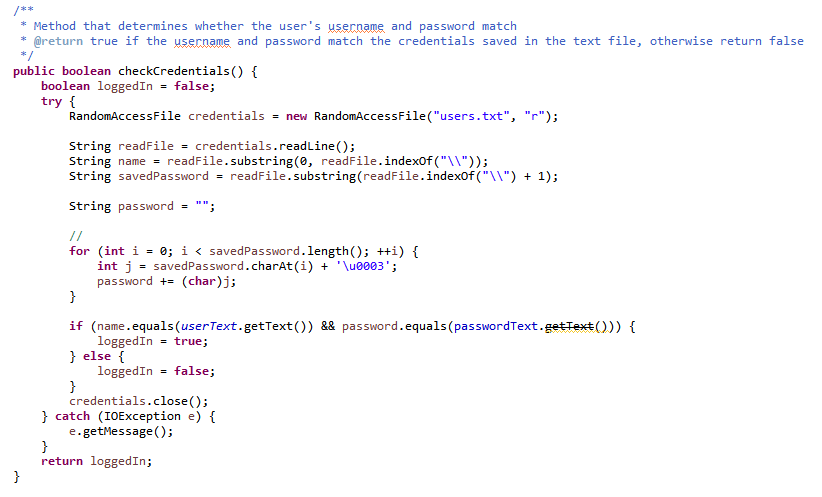 /**
 * Method that determines whether the user's username and password match
 * @return true if the username and password match the credentials saved in the text file, otherwise return false
 */
public boolean checkCredentials() {
    boolean loggedIn = false;
    try {
        RandomAccessFile credentials = new RandomAccessFile("users.txt", "r");

        String readFile = credentials.readLine();
        String name = readFile.substring(0, readFile.indexOf("\\"));
        String savedPassword = readFile.substring(readFile.indexOf("\\") + 1);

        String password = "";

        //
        for (int i = 0; i < savedPassword.length(); ++i) {
            int j = savedPassword.charAt(i) + '\u0003';
            password += (char)j;
        }

        if (name.equals(userText.getText()) && password.equals(passwordText.getText())) {
            loggedIn = true;
        } else {
            loggedIn = false;
        }
        credentials.close();
    } catch (IOException e) {
        e.getMessage();
    }
    return loggedIn;
}